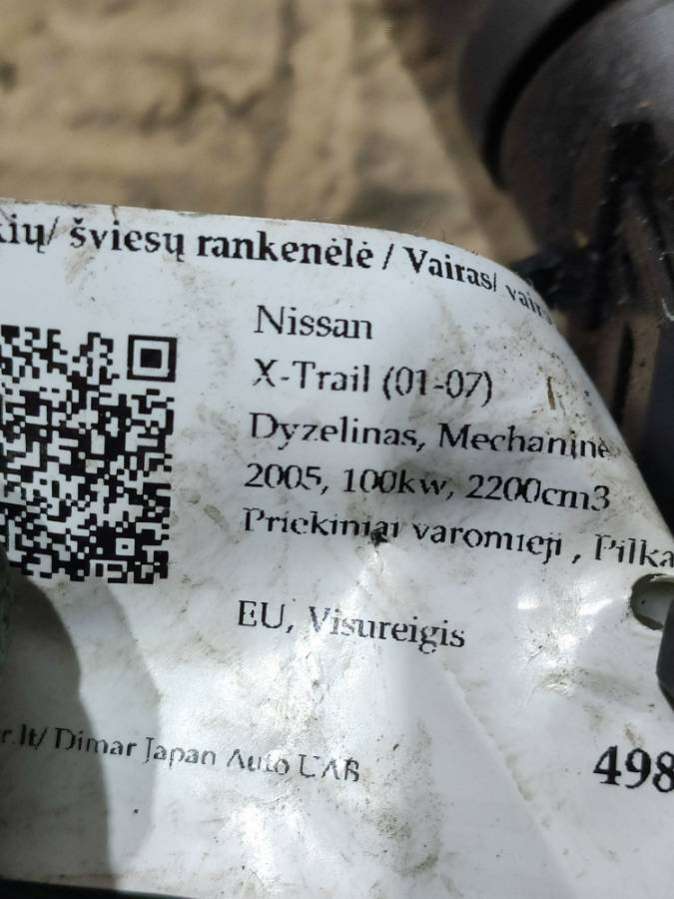 kių/ šviesų rankenėlė / Vairas/ vair
Nissan
X-Trail (01-07)
Dyzelinas, Mechaninė
2005, 100kw, 2200cm3
Priekiniai varomieji , Pilka
EU, Visureigis
r.lt/ Dimar Japan Auto UAB
498